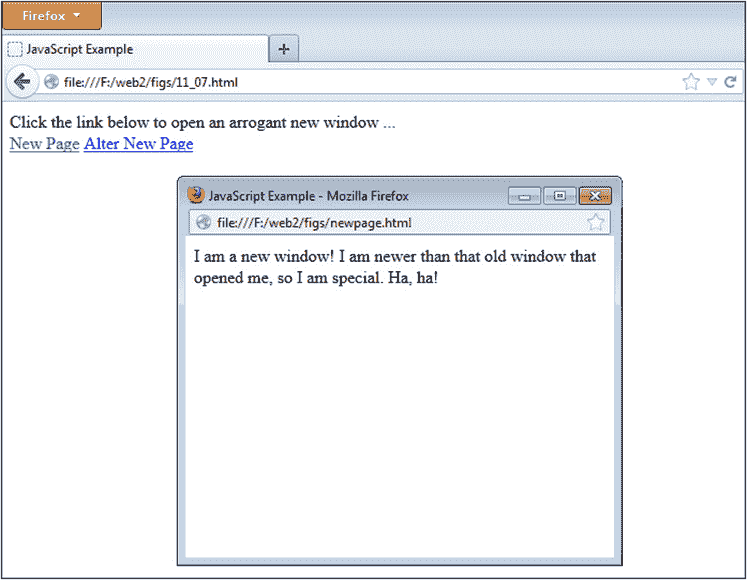 Firefox
JavaScript Example
file:///F:/web2/figs/11_07.html
Click the link below to open an arrogant new window ...
New Page Alter New Page
JavaScript Example - Mozilla Firefox
file:///F:/web2/figs/newpage.html
I am a new window! I am newer than that old window that
opened me, so I am special. Ha, ha!